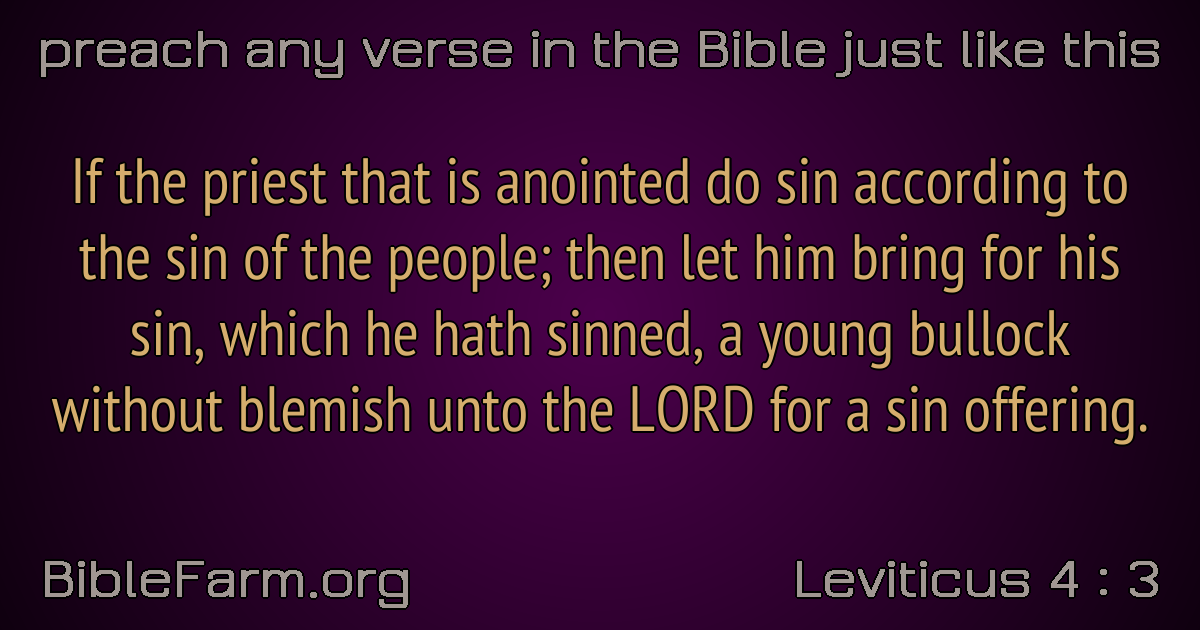 preach any verse in the Bible just like this
If the priest that is anointed do sin according to
the sin of the people; then let him bring for his
sin, which he hath sinned, a young bullock
without blemish unto the LORD for a sin offering.
BibleFarm.org
Leviticus 4 : 3